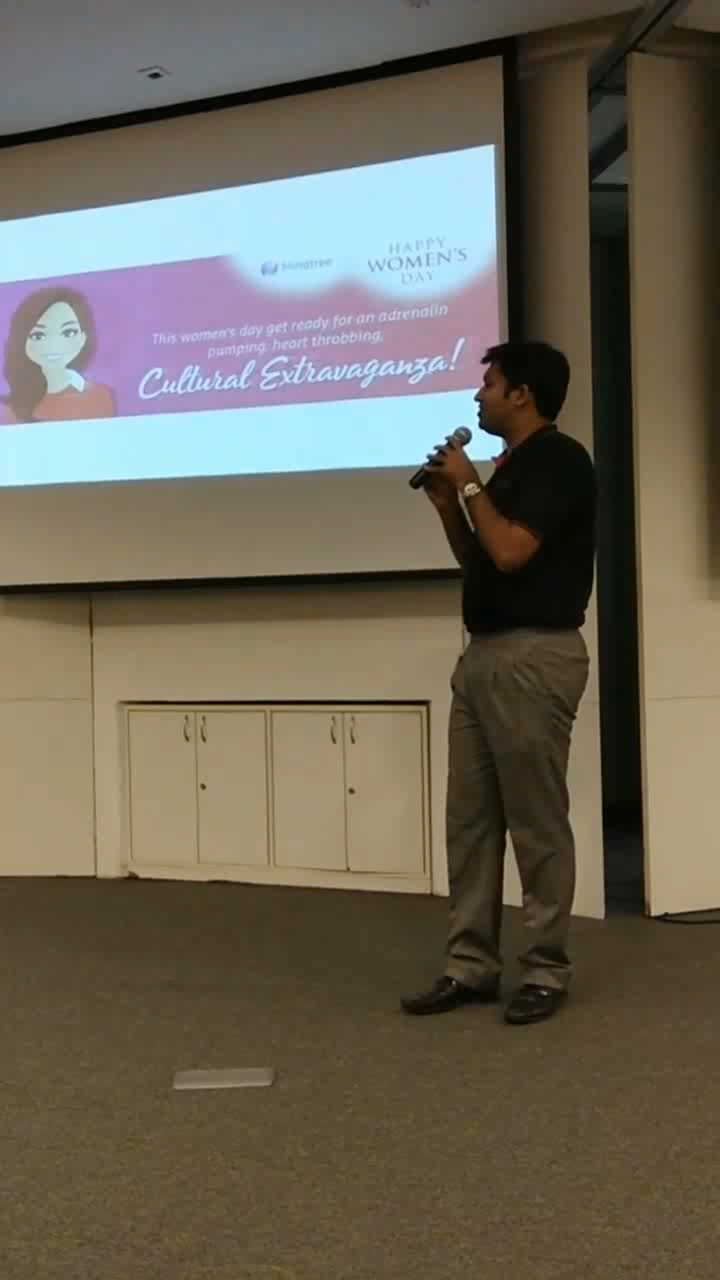 Mindtree
HAPPY
WOMEN'S
DAY
This women's day get ready for an adrenalin
pumping, heart throbbing,
Cultural Extravaganza!